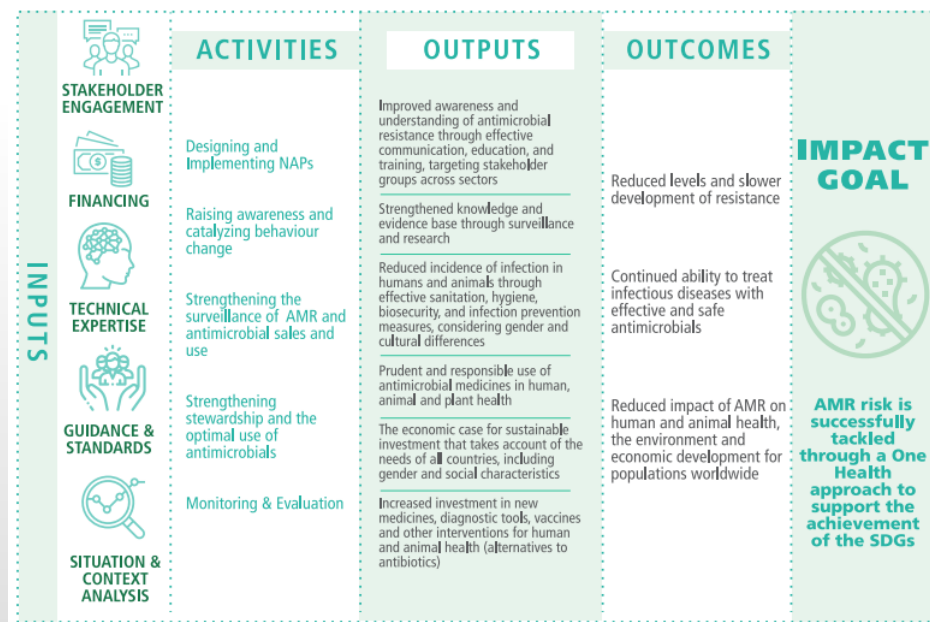 INPUTS
STAKEHOLDER
ENGAGEMENT
FINANCING
TECHNICAL
EXPERTISE
GUIDANCE &
STANDARDS
SITUATION &
CONTEXT
ANALYSIS
ACTIVITIES
Designing and
Implementing NAPs
Raising awareness and
catalyzing behaviour
change
Strengthening the
surveillance of AMR and
antimicrobial sales and
use
Strengthening
stewardship and the
optimal use of
antimicrobials
Monitoring & Evaluation
OUTPUTS
Improved awareness and
understanding of antimicrobial
resistance through effective
communication, education, and
training, targeting stakeholder
groups across sectors
Strengthened knowledge and
evidence base through surveillance
and research
Reduced incidence of infection in
humans and animals through
effective sanitation, hygiene,
biosecurity, and infection prevention
measures, considering gender and
cultural differences
Prudent and responsible use of
antimicrobial medicines in human,
animal and plant health
The economic case for sustainable
investment that takes account of the
needs of all countries, including
gender and social characteristics
Increased investment in new
medicines, diagnostic tools, vaccines
and other interventions for human
and animal health (alternatives to
antibiotics)
OUTCOMES
Reduced levels and slower
development of resistance
Continued ability to treat
infectious diseases with
effective and safe
antimicrobials
Reduced impact of AMR on
human and animal health,
the environment and
economic development for
populations worldwide
IMPACT
GOAL
AMR risk is
successfully
tackled
through a One
Health
approach to
support the
achievement
of the SDGs